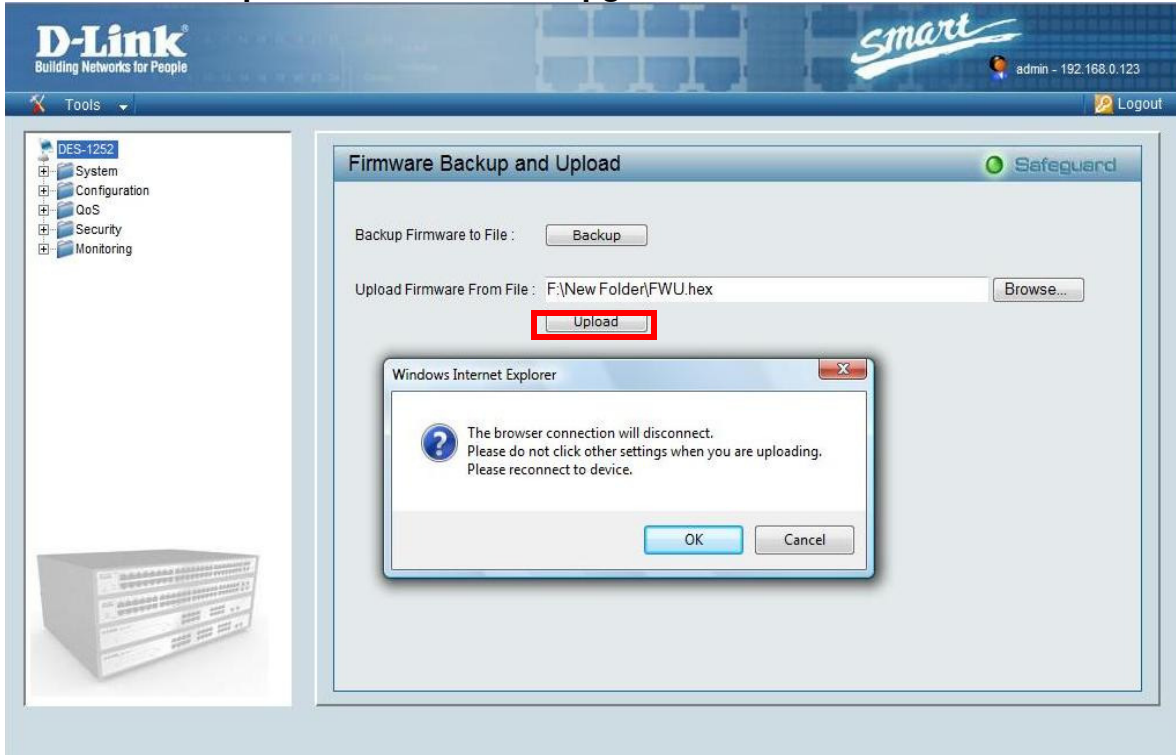 D-Link®
Building Networks for People
smart
admin - 192.168.0.123
Tools
Logout
DES-1252
System
Configuration
QoS
Security
Monitoring
Firmware Backup and Upload
Safeguard
Backup Firmware to File :
Backup
Upload Firmware From File :
F:\New Folder\FWU.hex
Browse...
Upload
Windows Internet Explorer
The browser connection will disconnect.
Please do not click other settings when you are uploading.
Please reconnect to device.
OK
Cancel